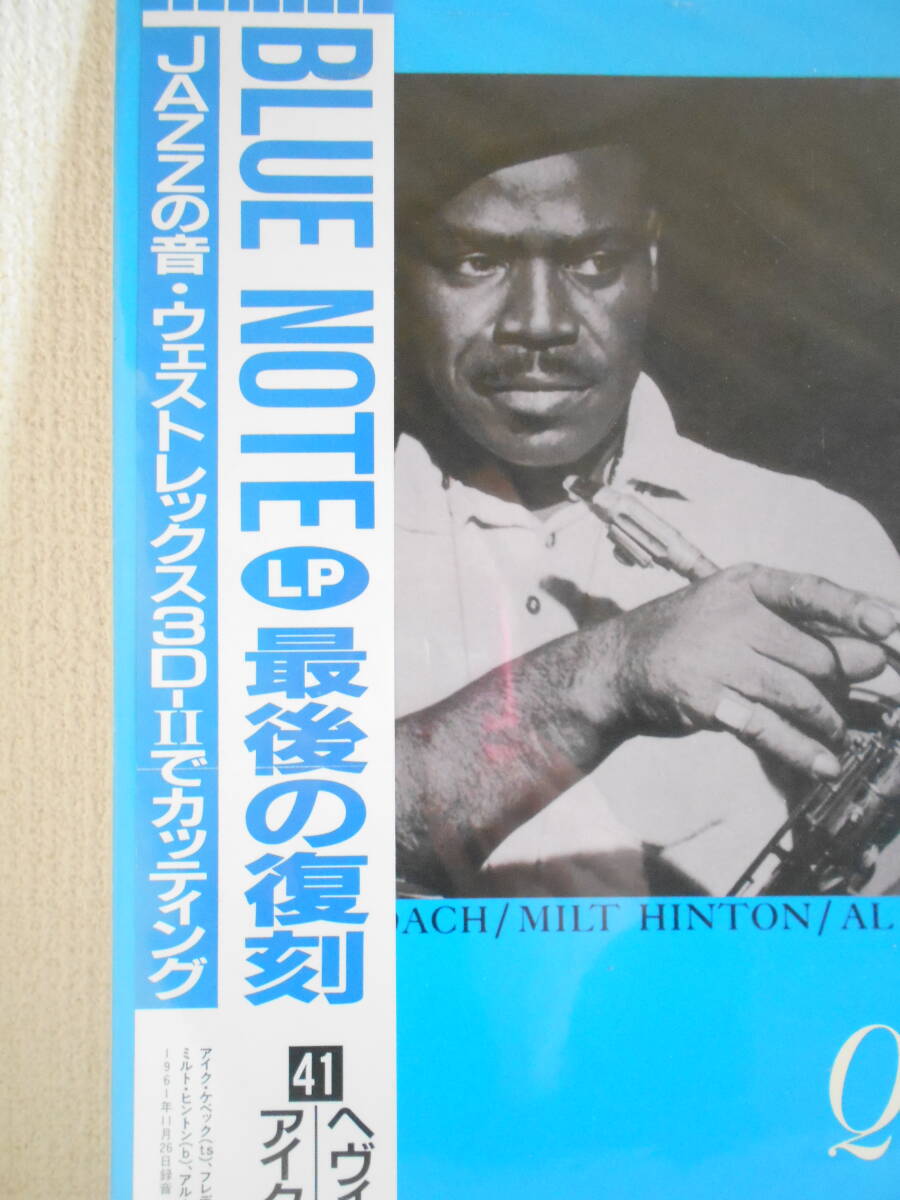 BLUE NOTE LP 最後の復刻
JAZZの音・ウェストレックス3D-IIでカッティング
41
ヘヴィ
アイク
アイク・ケベック(ts)、フレデ
ミルト・ヒントン(b)、アル
1961年11月26日録音
OACH/MILT HINTON/AL
Q